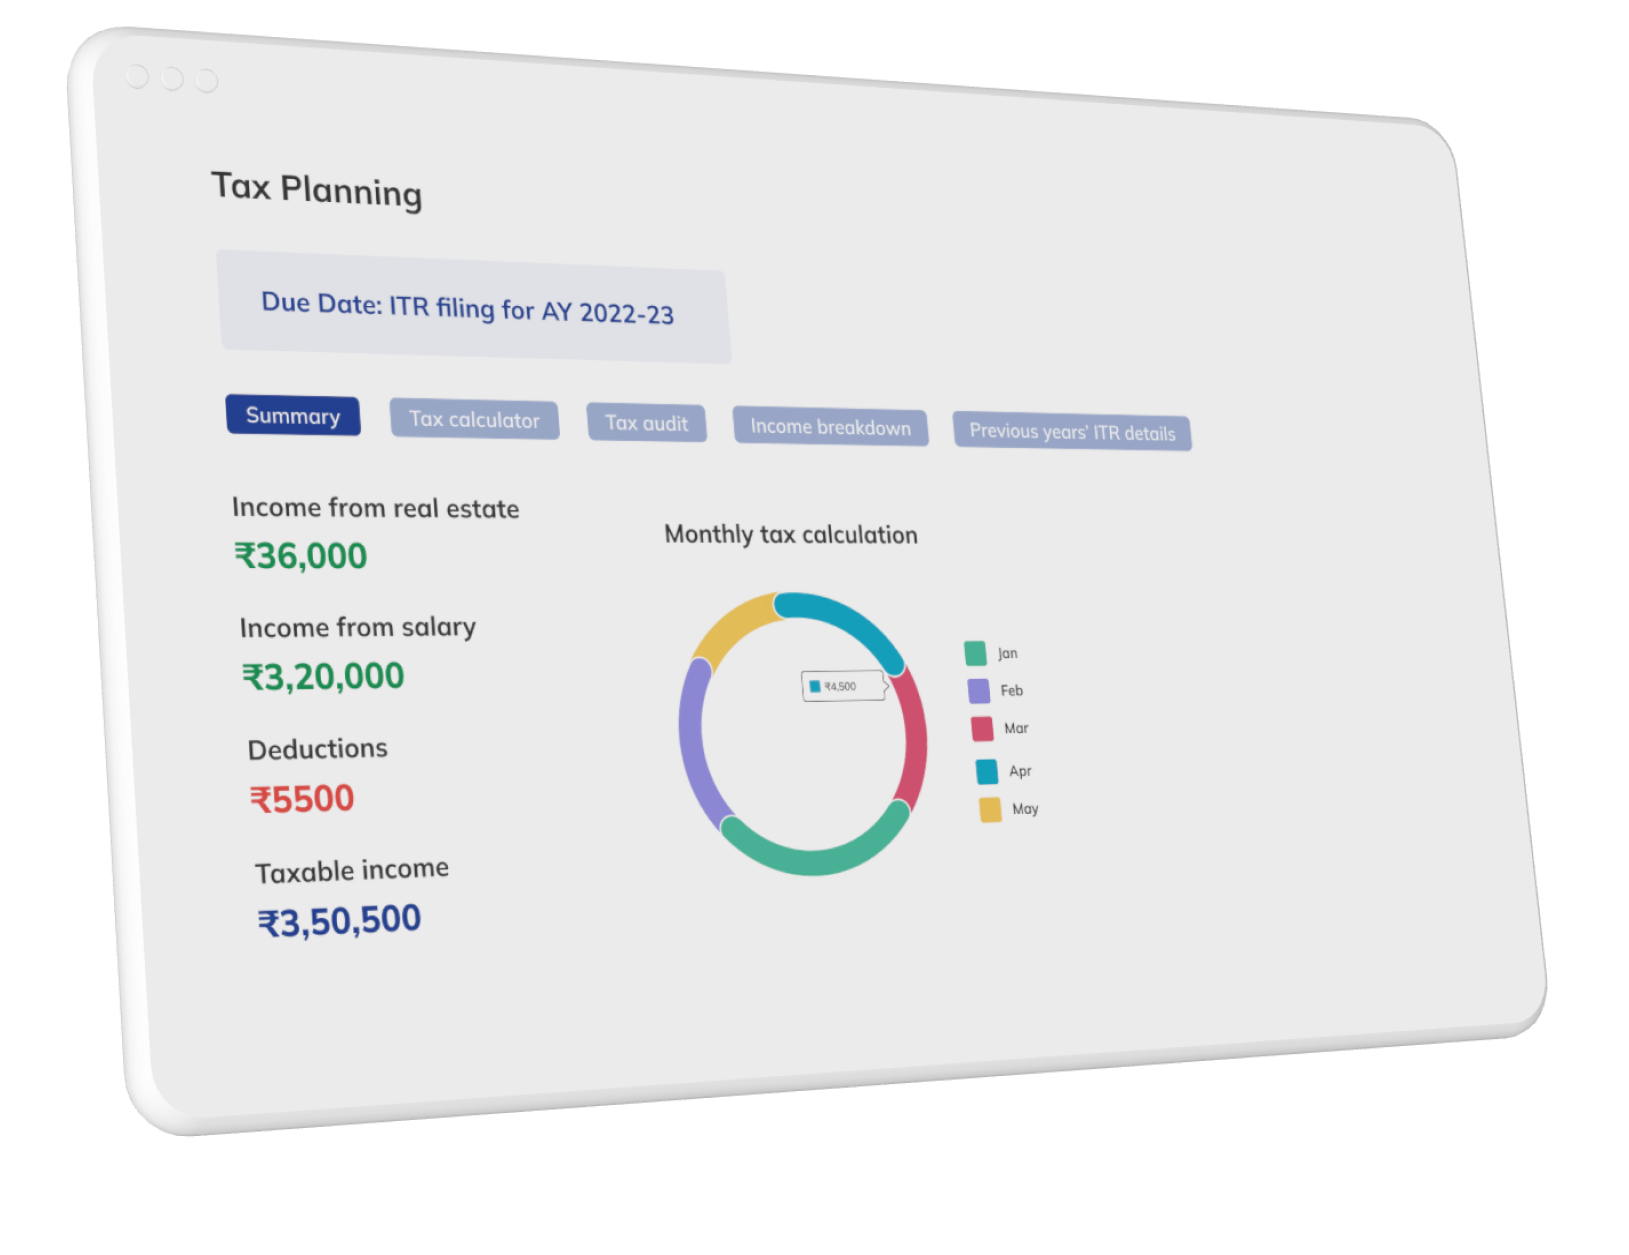 Tax Planning
Due Date: ITR filing for AY 2022-23
Summary
Tax calculator
Tax audit
Income breakdown
Previous years' ITR details
Income from real estate
₹36,000
Income from salary
₹3,20,000
Deductions
₹5500
Taxable income
₹3,50,500
Monthly tax calculation
₹4,500
Jan
Feb
Mar
Apr
May